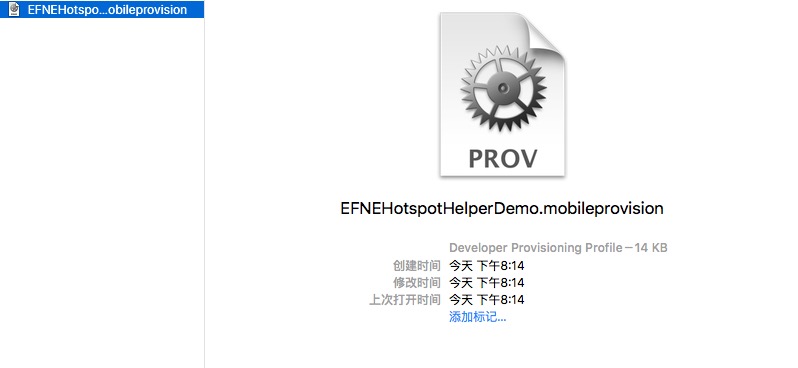 EFNEHotspo...obileprovision
PROV
EFNEHotspotHelperDemo.mobileprovision
Developer Provisioning Profile－14 KB
创建时间 今天 下午8:14
修改时间 今天 下午8:14
上次打开时间 今天 下午8:14
添加标记...